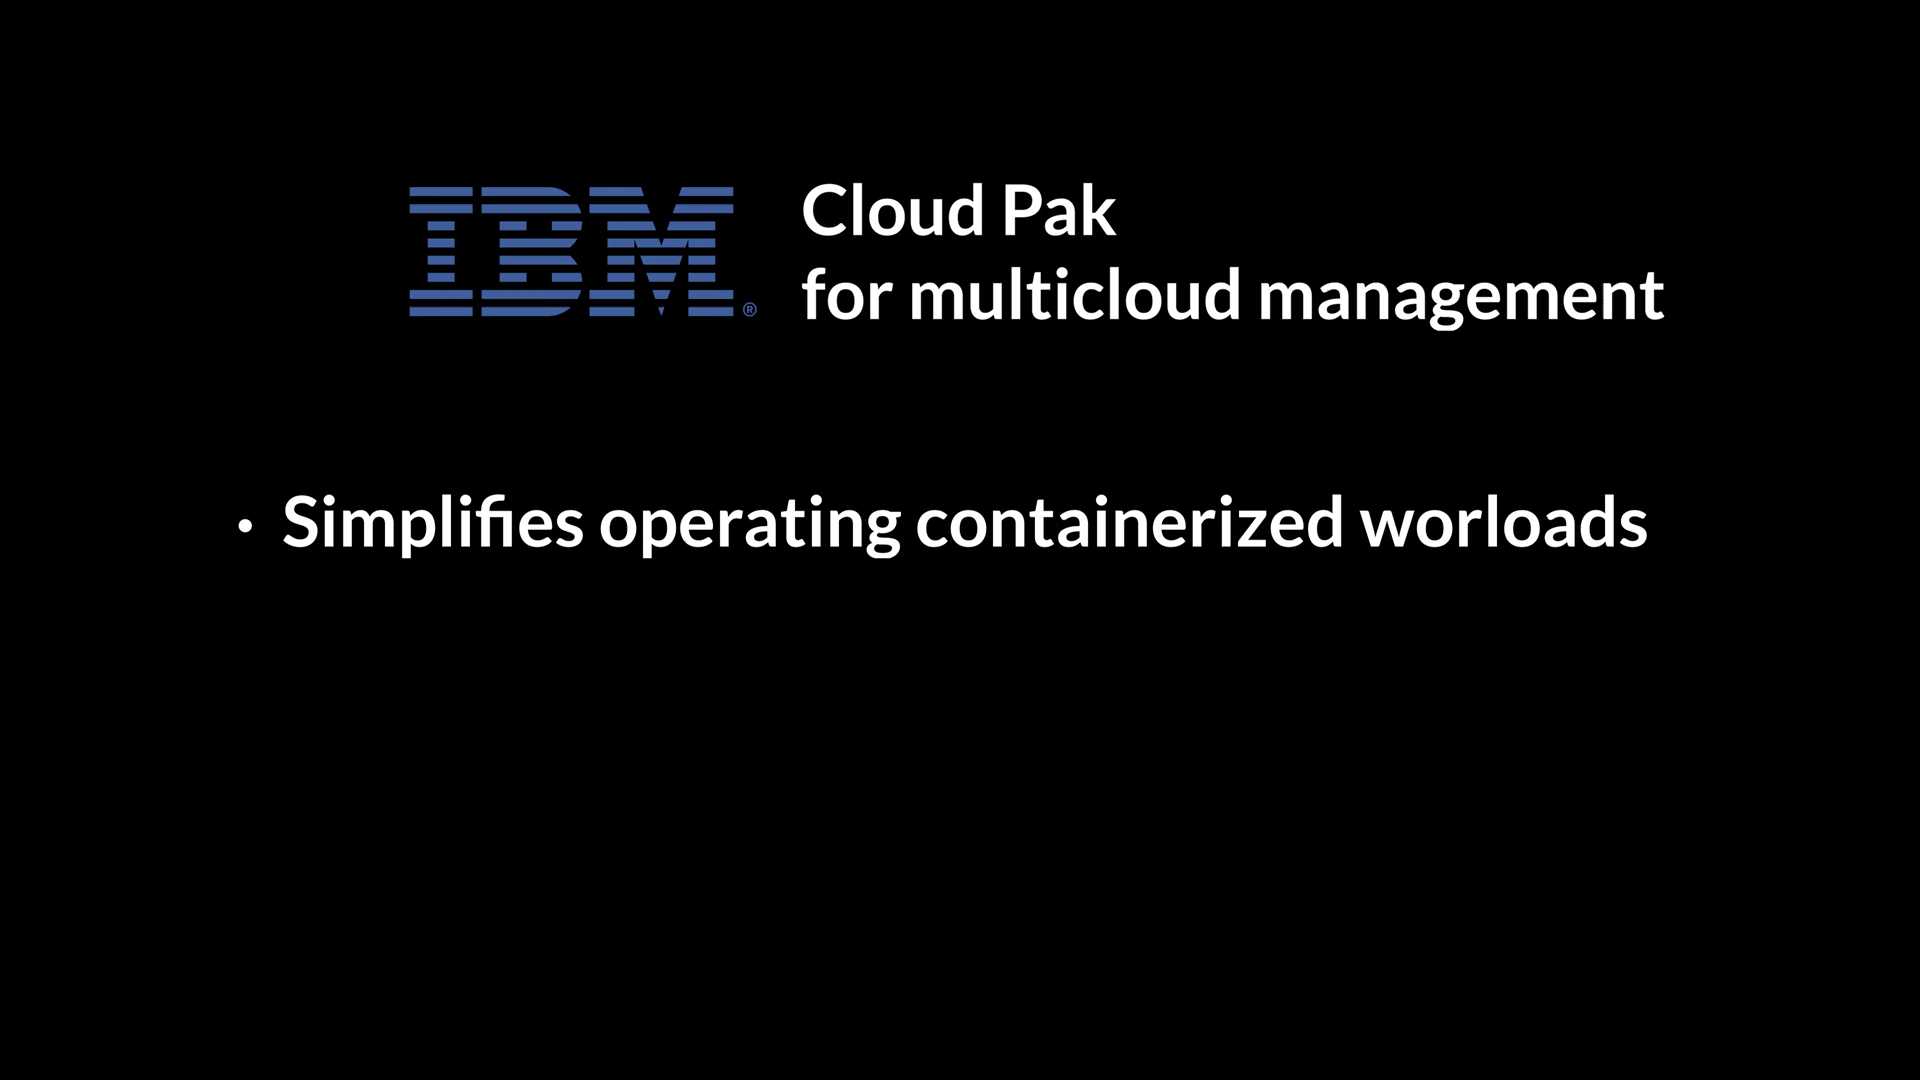 IBM® Cloud Pak
for multicloud management
• Simplifies operating containerized worloads